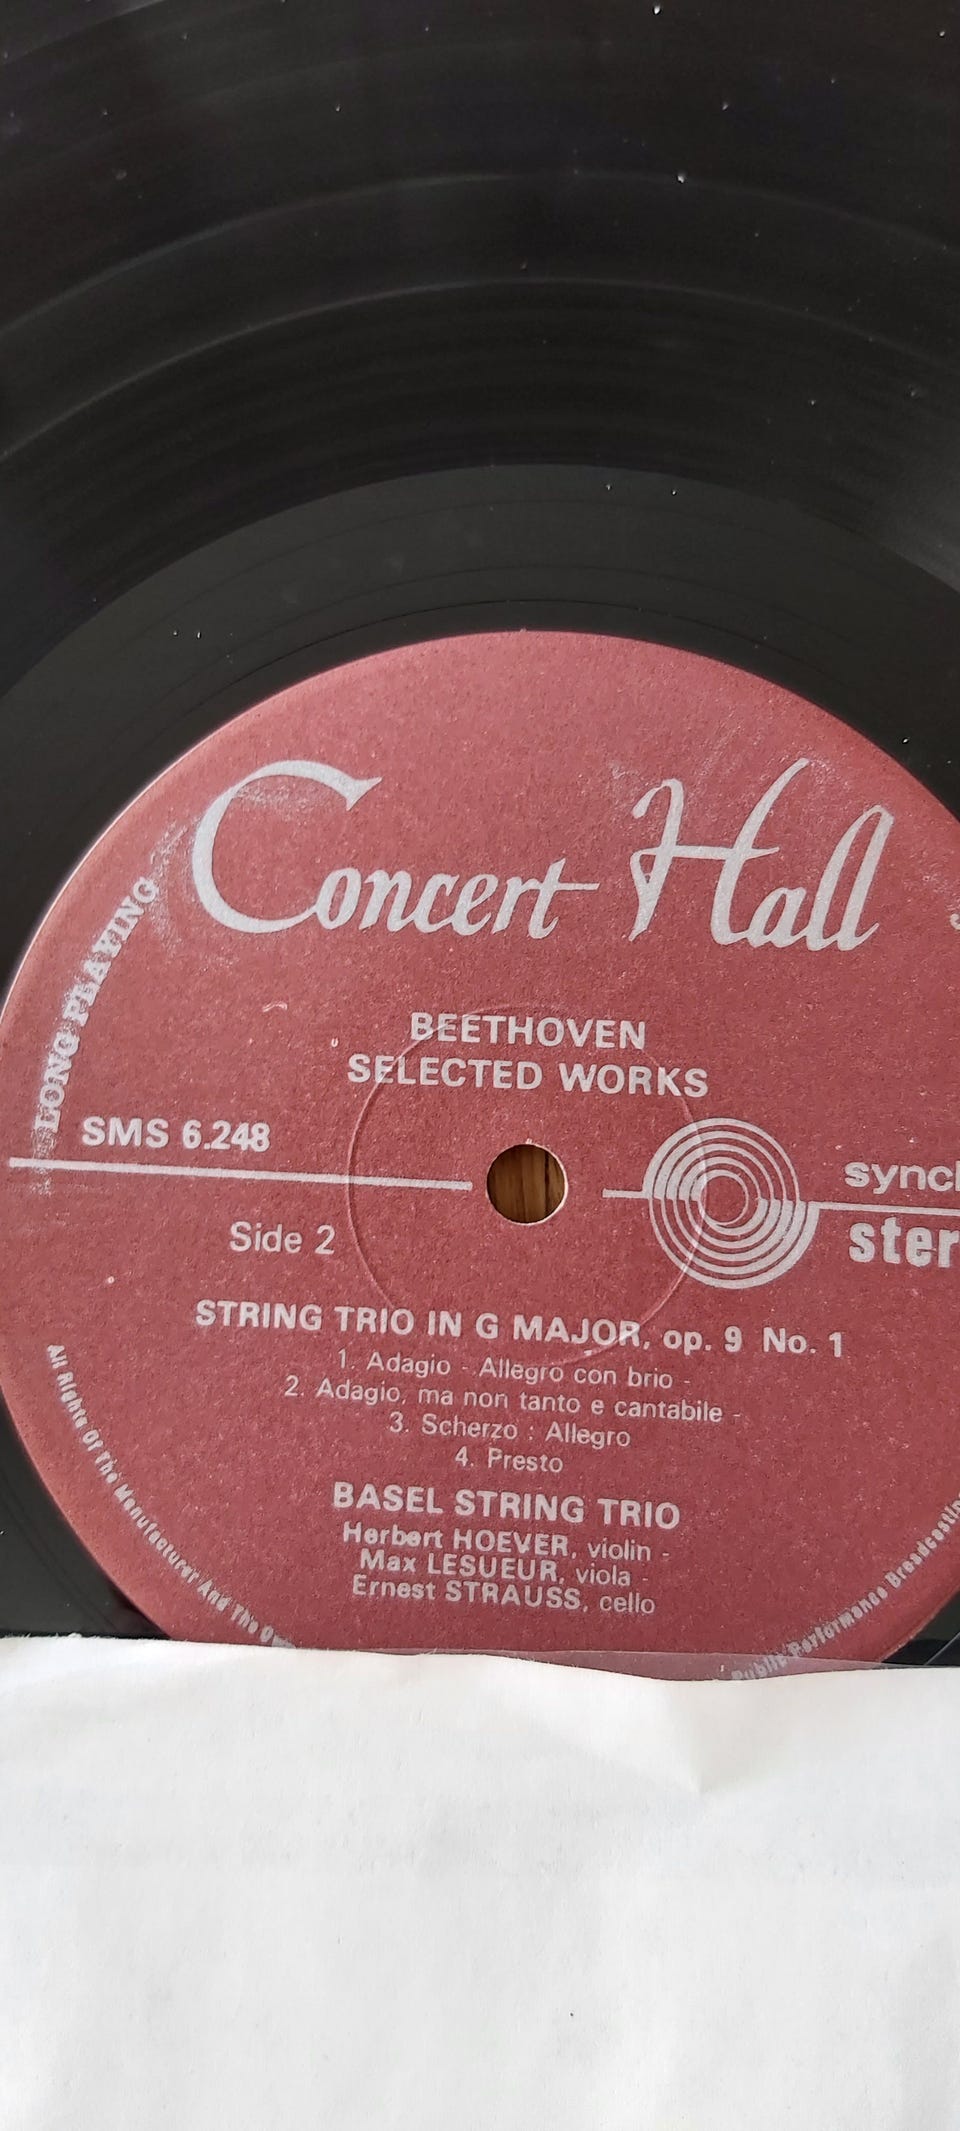 Concert Hall
LONG PLAYING
BEETHOVEN
SELECTED WORKS
SMS 6.248
Side 2
STRING TRIO IN G MAJOR, op. 9 No. 1
1. Adagio - Allegro con brio -
2. Adagio, ma non tanto e cantabile -
3. Scherzo : Allegro
4. Presto
BASEL STRING TRIO
Herbert HOEVER, violin -
Max LESUEUR, viola -
Ernest STRAUSS, cello
All Rights Of The Manufacturer And The
Public Performance Broadcasting